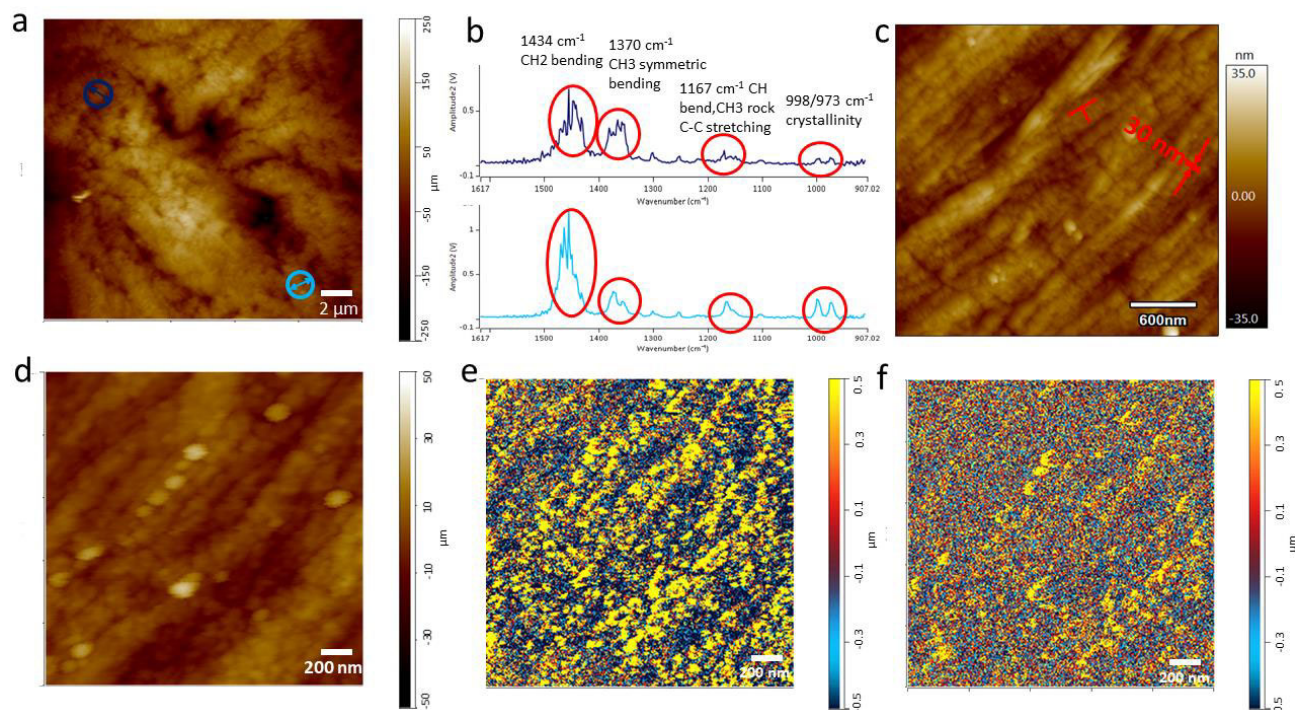 a
250
150
50
-50
-150
-250
μm
2 μm
b
1434 cm⁻¹
CH2 bending
1370 cm⁻¹
CH3 symmetric
bending
1167 cm⁻¹ CH
bend,CH3 rock
C-C stretching
998/973 cm⁻¹
crystallinity
Amplitude2 (V)
0.5
-0.1
1617
1500
1400
1300
1200
1100
1000
907.02
Wavenumber (cm⁻¹)
Amplitude2 (V)
1
0.5
-0.1
1617
1500
1400
1300
1200
1100
1000
907.02
Wavenumber (cm⁻¹)
c
30 nm
600nm
nm
35.0
0.00
-35.0
d
50
30
10
-10
-30
-50
μm
200 nm
e
0.5
0.3
0.1
-0.1
-0.3
-0.5
μm
200 nm
f
0.5
0.3
0.1
-0.1
-0.3
-0.5
μm
200 nm